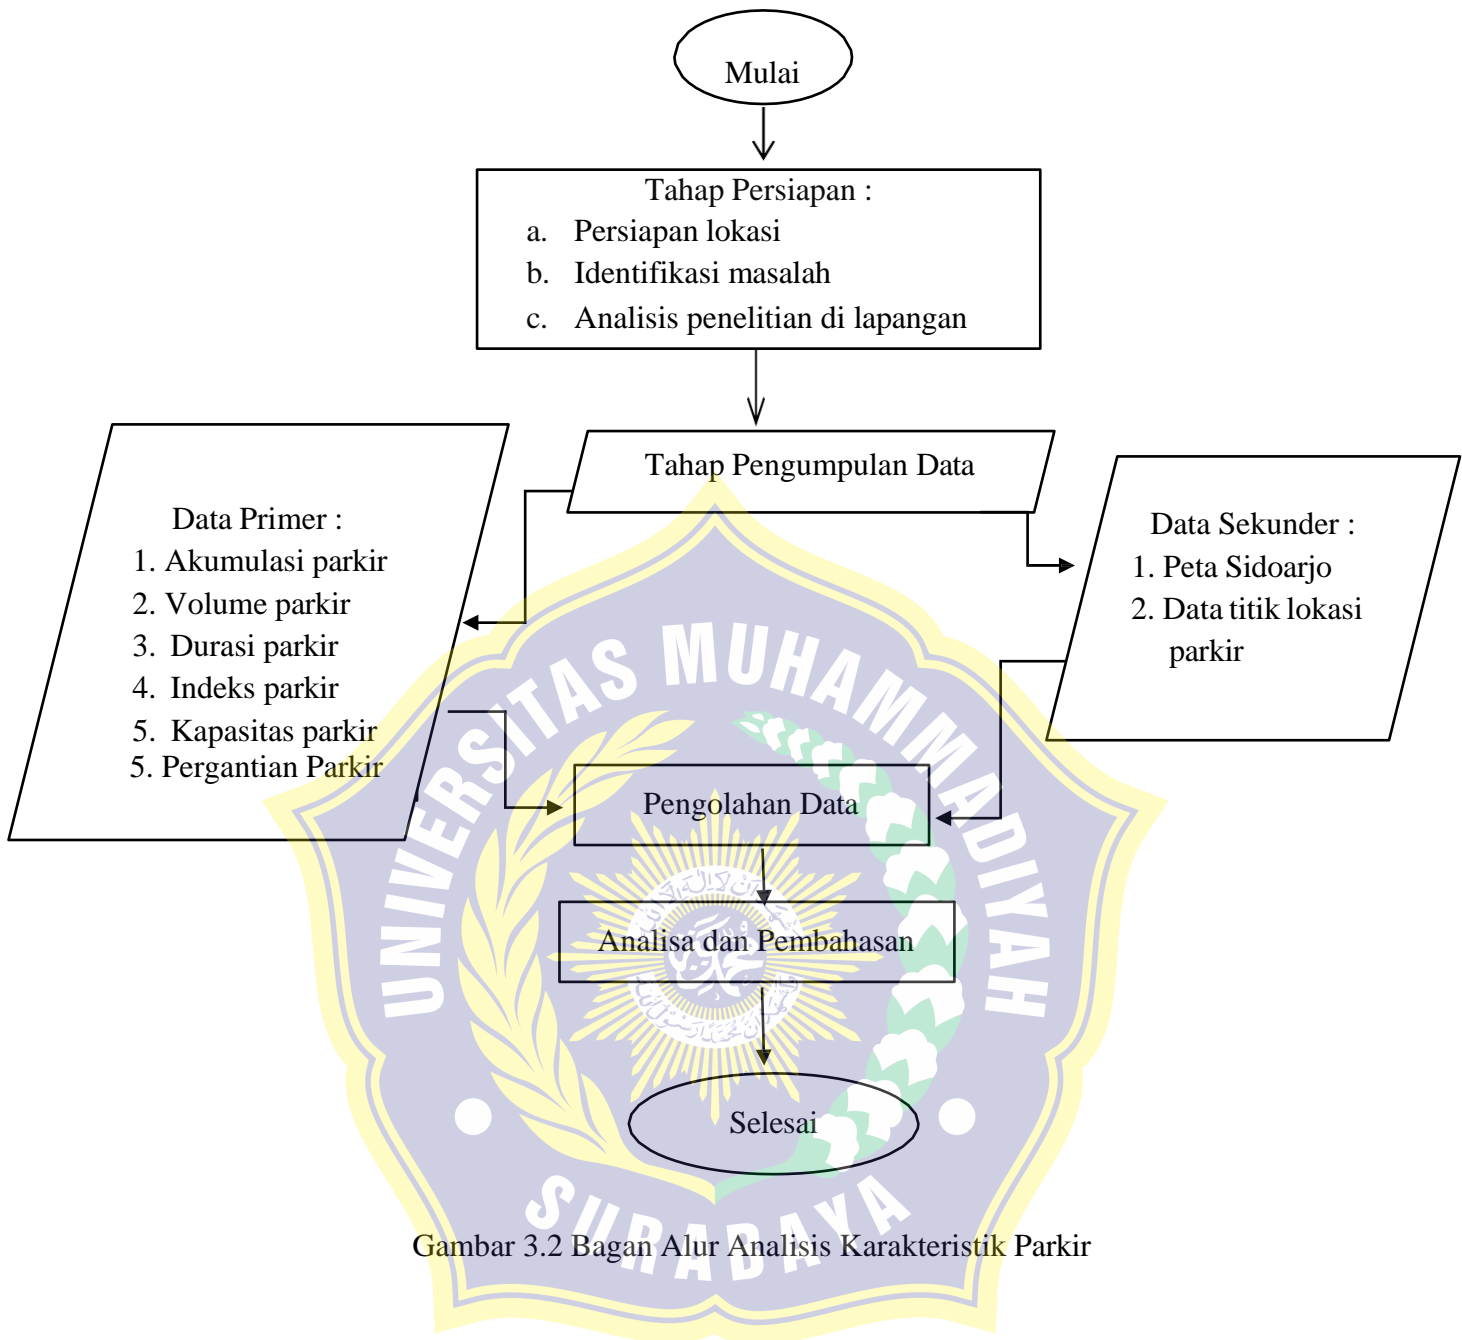 Mulai
Tahap Persiapan :
a. Persiapan lokasi
b. Identifikasi masalah
c. Analisis penelitian di lapangan
Tahap Pengumpulan Data
Data Primer :
1. Akumulasi parkir
2. Volume parkir
3. Durasi parkir
4. Indeks parkir
5. Kapasitas parkir
5. Pergantian Parkir
Data Sekunder :
1. Peta Sidoarjo
2. Data titik lokasi
parkir
Pengolahan Data
Analisa dan Pembahasan
Selesai
Gambar 3.2 Bagan Alur Analisis Karakteristik Parkir
UNIVERSITAS MUHAMMADIYAH
SURABAYA